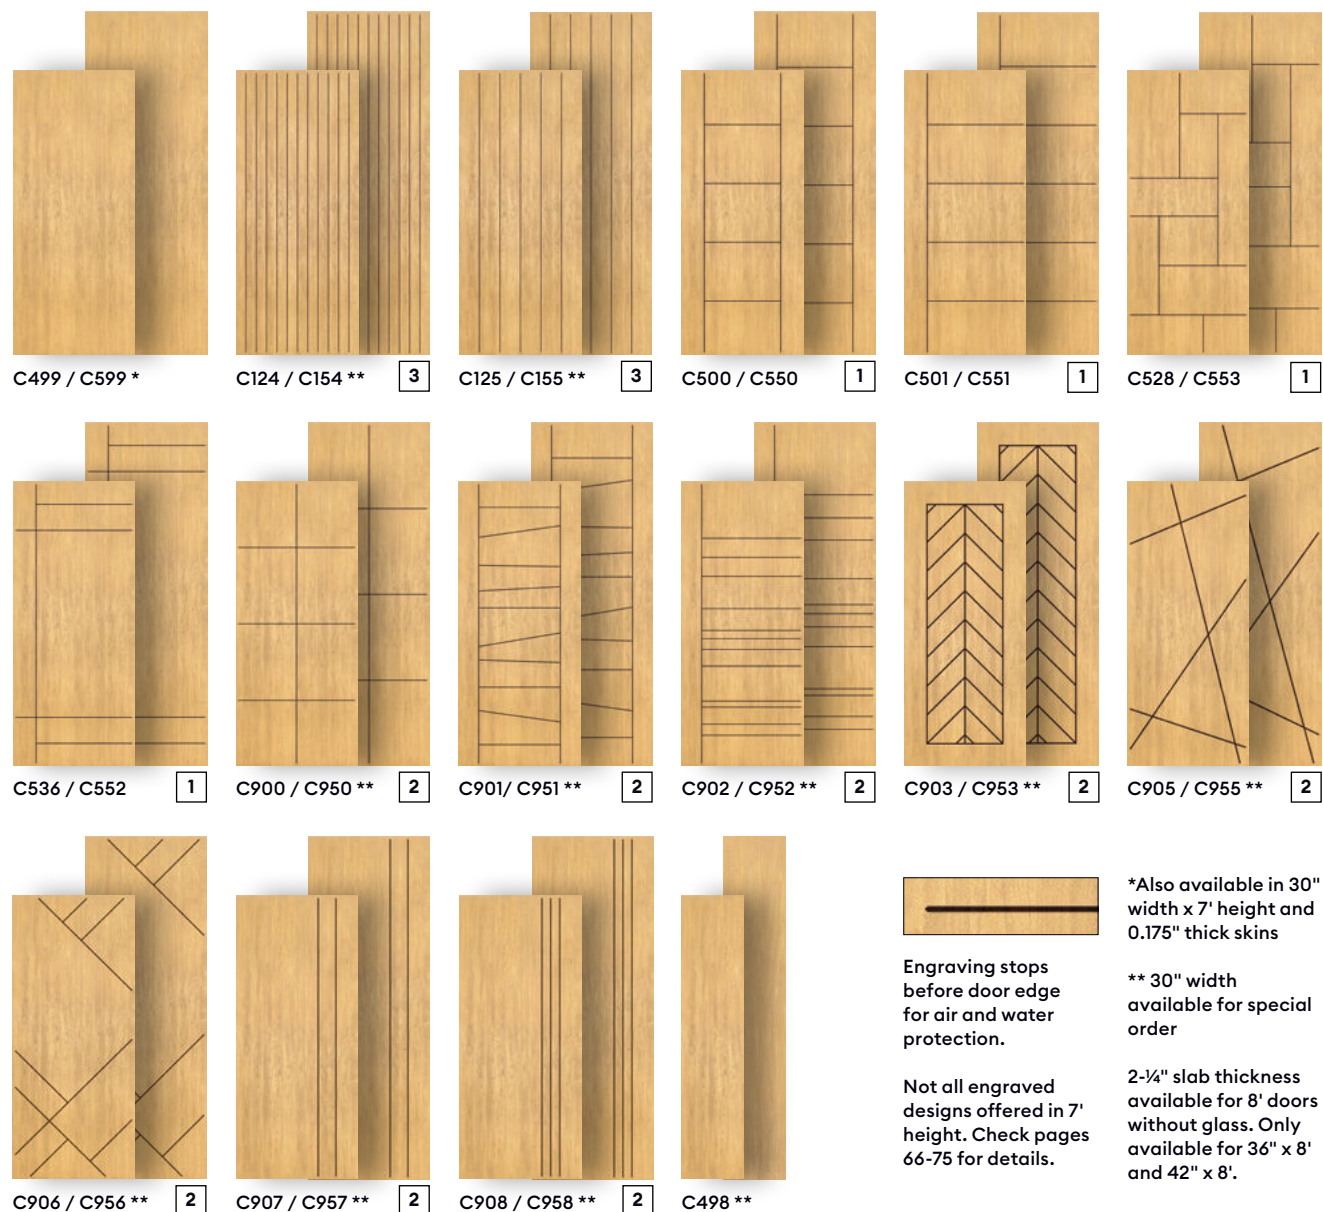 C499 / C599 *
C124 / C154 ** 3
C125 / C155 ** 3
C500 / C550 1
C501 / C551 1
C528 / C553 1
C536 / C552 1
C900 / C950 ** 2
C901/ C951 ** 2
C902 / C952 ** 2
C903 / C953 ** 2
C905 / C955 ** 2
C906 / C956 ** 2
C907 / C957 ** 2
C908 / C958 ** 2
C498 **
Engraving stops
before door edge
for air and water
protection.
Not all engraved
designs offered in 7'
height. Check pages
66-75 for details.
*Also available in 30"
width x 7' height and
0.175" thick skins
** 30" width
available for special
order
2-¼" slab thickness
available for 8' doors
without glass. Only
available for 36" x 8'
and 42" x 8'.